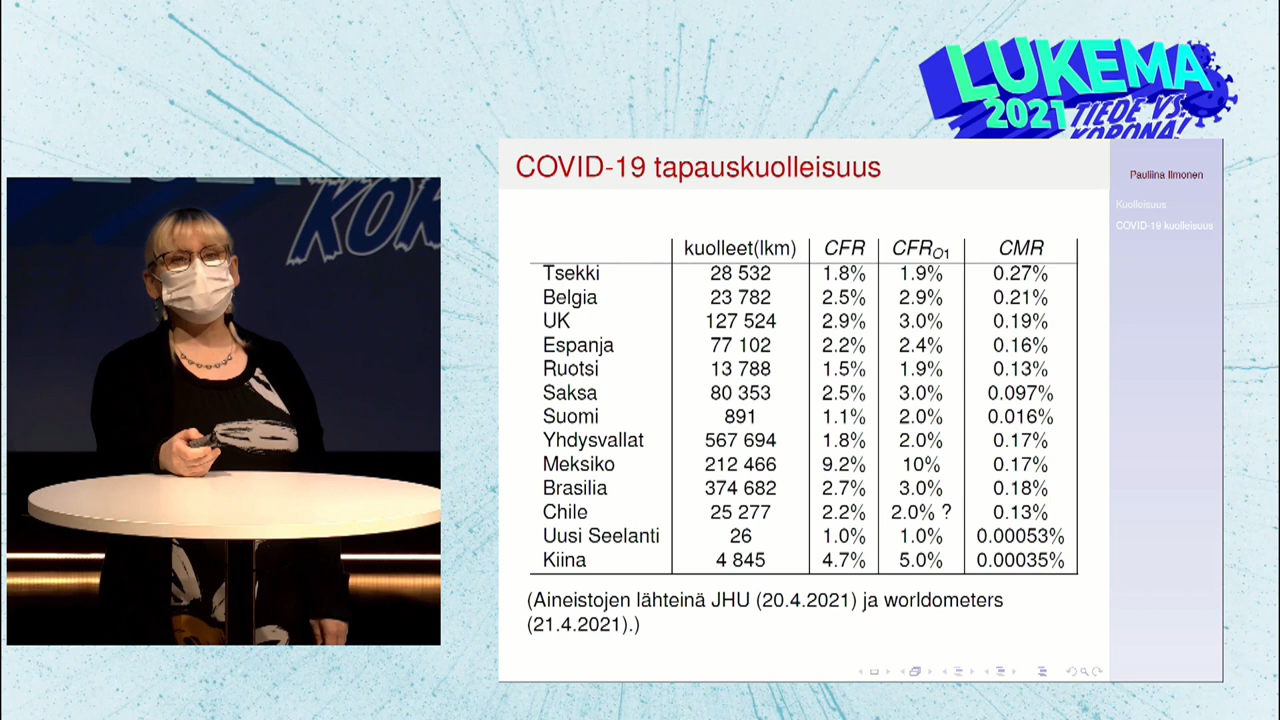 LUKEMA
2021 TIEDE VS.
KORONA!
COVID-19 tapauskuolleisuus
Pauliina Ilmonen
Kuolleisuus
COVID-19 kuolleisuus
kuolleet(lkm) CFR CFRO1 CMR
Tsekki 28 532 1.8% 1.9% 0.27%
Belgia 23 782 2.5% 2.9% 0.21%
UK 127 524 2.9% 3.0% 0.19%
Espanja 77 102 2.2% 2.4% 0.16%
Ruotsi 13 788 1.5% 1.9% 0.13%
Saksa 80 353 2.5% 3.0% 0.097%
Suomi 891 1.1% 2.0% 0.016%
Yhdysvallat 567 694 1.8% 2.0% 0.17%
Meksiko 212 466 9.2% 10% 0.17%
Brasilia 374 682 2.7% 3.0% 0.18%
Chile 25 277 2.2% 2.0% ? 0.13%
Uusi Seelanti 26 1.0% 1.0% 0.00053%
Kiina 4 845 4.7% 5.0% 0.00035%
(Aineistojen lähteinä JHU (20.4.2021) ja worldometers
(21.4.2021).)